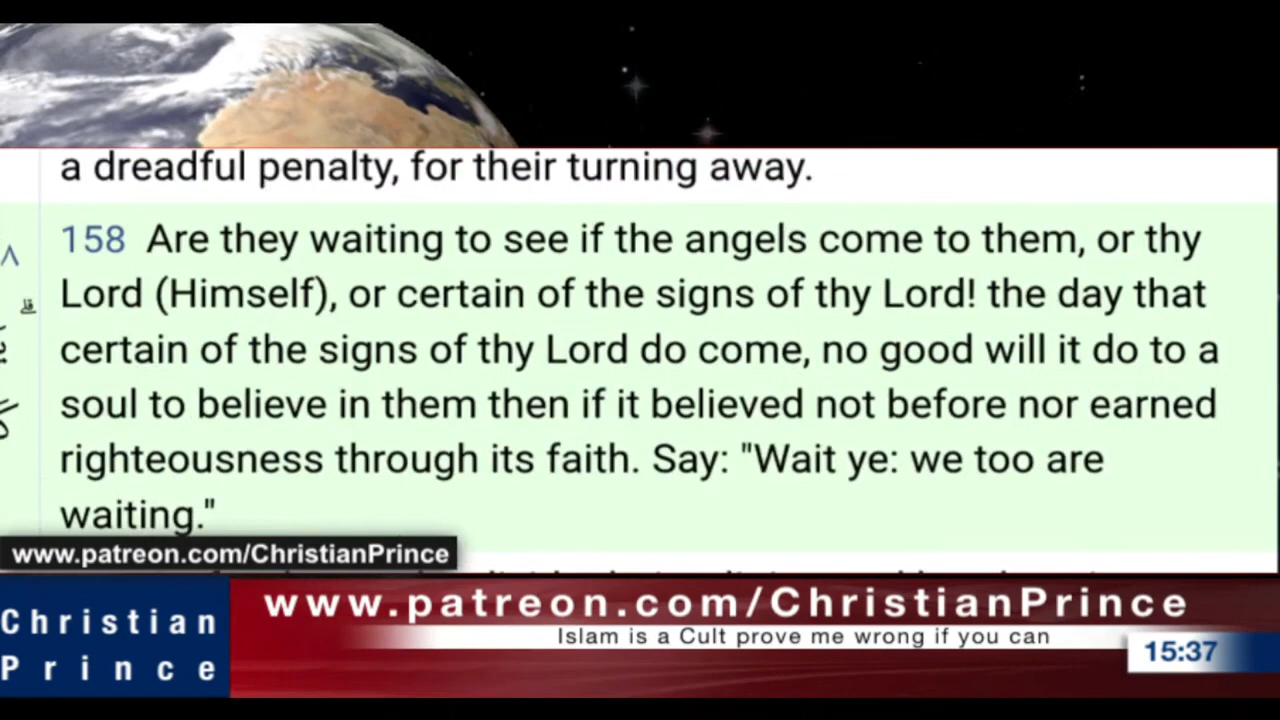 a dreadful penalty, for their turning away.
158 Are they waiting to see if the angels come to them, or thy
Lord (Himself), or certain of the signs of thy Lord! the day that
certain of the signs of thy Lord do come, no good will it do to a
soul to believe in them then if it believed not before nor earned
righteousness through its faith. Say: "Wait ye: we too are
waiting."
www.patreon.com/ChristianPrince
www.patreon.com/ChristianPrince
Islam is a Cult prove me wrong if you can
Christian
Prince
15:37